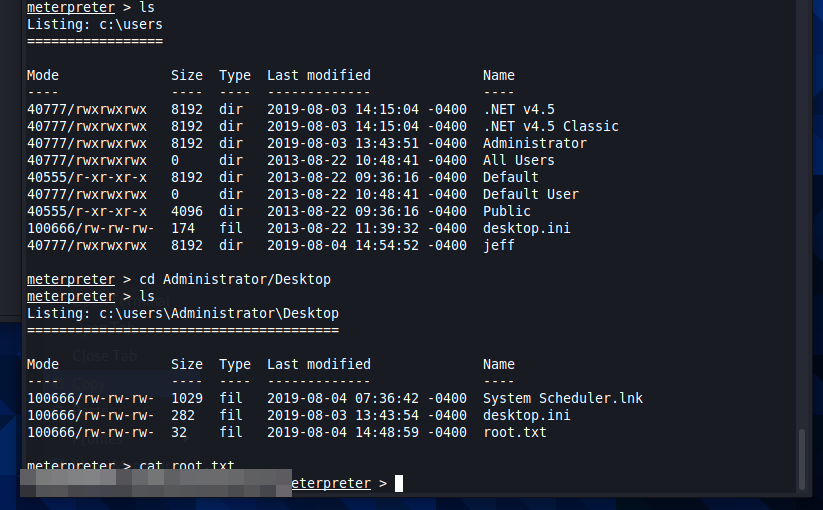 meterpreter > ls
Listing: c:\users
=================
Mode Size Type Last modified Name
---- ---- ---- ------------- ----
40777/rwxrwxrwx 8192 dir 2019-08-03 14:15:04 -0400 .NET v4.5
40777/rwxrwxrwx 8192 dir 2019-08-03 14:15:04 -0400 .NET v4.5 Classic
40777/rwxrwxrwx 8192 dir 2019-08-03 13:43:51 -0400 Administrator
40777/rwxrwxrwx 0 dir 2013-08-22 10:48:41 -0400 All Users
40555/r-xr-xr-x 8192 dir 2013-08-22 09:36:16 -0400 Default
40777/rwxrwxrwx 0 dir 2013-08-22 10:48:41 -0400 Default User
40555/r-xr-xr-x 4096 dir 2013-08-22 09:36:16 -0400 Public
100666/rw-rw-rw- 174 fil 2013-08-22 11:39:32 -0400 desktop.ini
40777/rwxrwxrwx 8192 dir 2019-08-04 14:54:52 -0400 jeff
meterpreter > cd Administrator/Desktop
meterpreter > ls
Listing: c:\users\Administrator\Desktop
=======================================
Close Tab
Mode Size Type Last modified Name
---- ---- ---- ------------- ----
Copy
100666/rw-rw-rw- 1029 fil 2019-08-04 07:36:42 -0400 System Scheduler.lnk
100666/rw-rw-rw- 282 fil 2019-08-03 13:43:54 -0400 desktop.ini
100666/rw-rw-rw- 32 fil 2019-08-04 14:48:59 -0400 root.txt
meterpreter > cat root.txt
eterpreter >